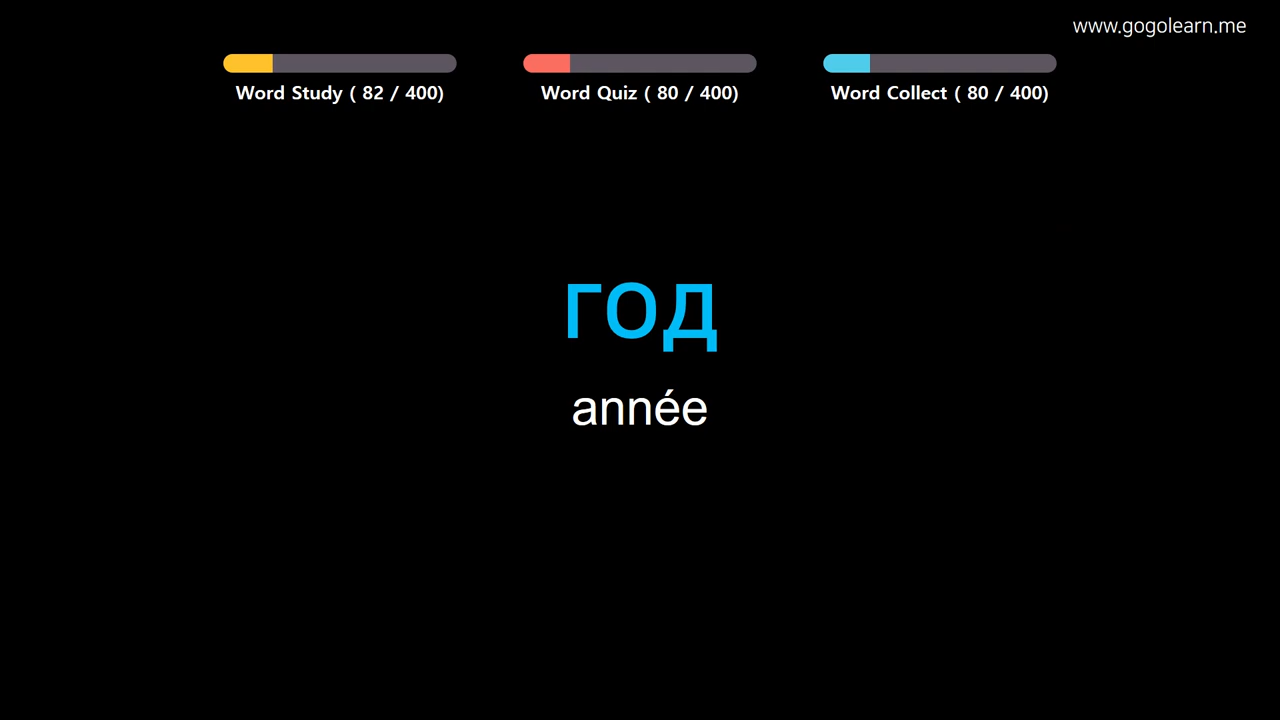 www.gogolearn.me
Word Study ( 82 / 400)
Word Quiz ( 80 / 400)
Word Collect ( 80 / 400)
год
année